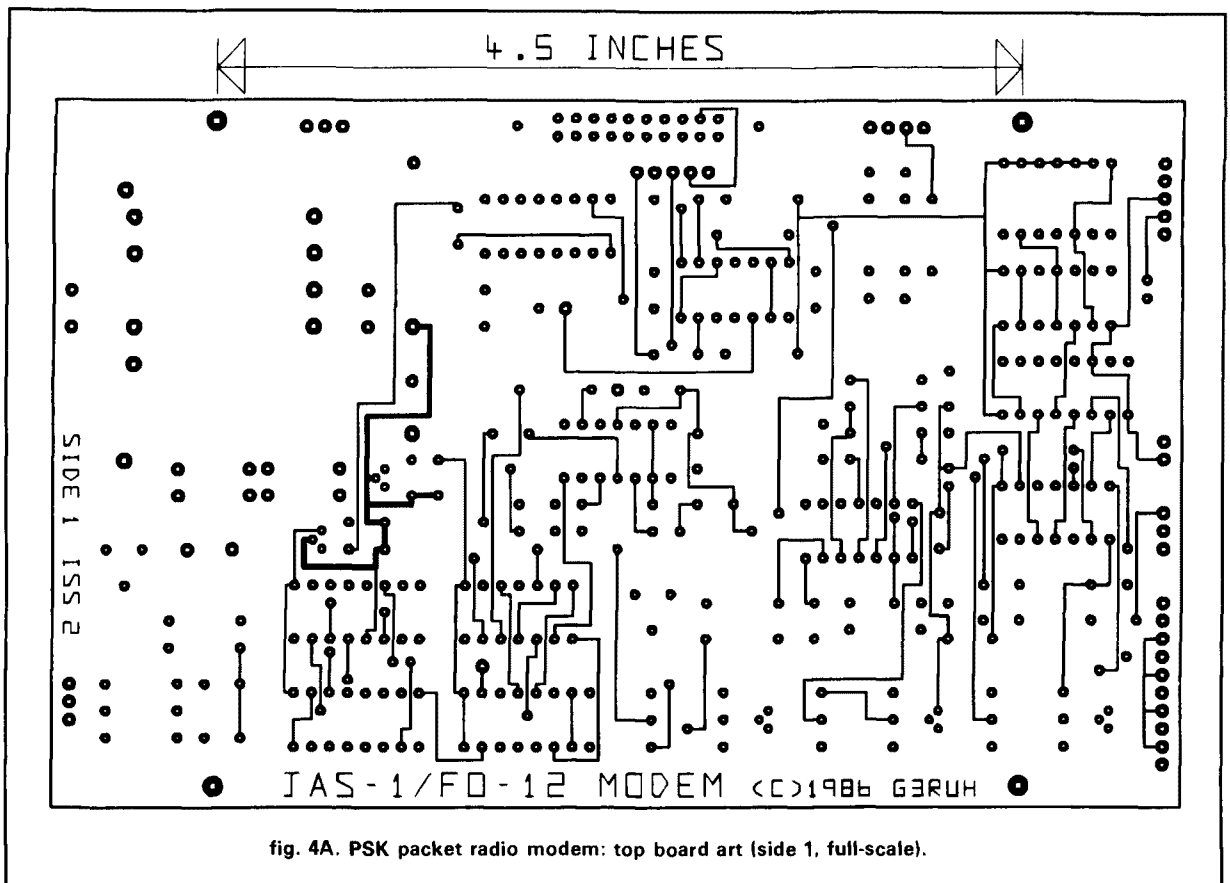 4.5 INCHES
SIDE 1 ISS 2
JAS-1/FO-12 MODEM (C)1986 G3RUH
fig. 4A. PSK packet radio modem: top board art (side 1, full-scale).